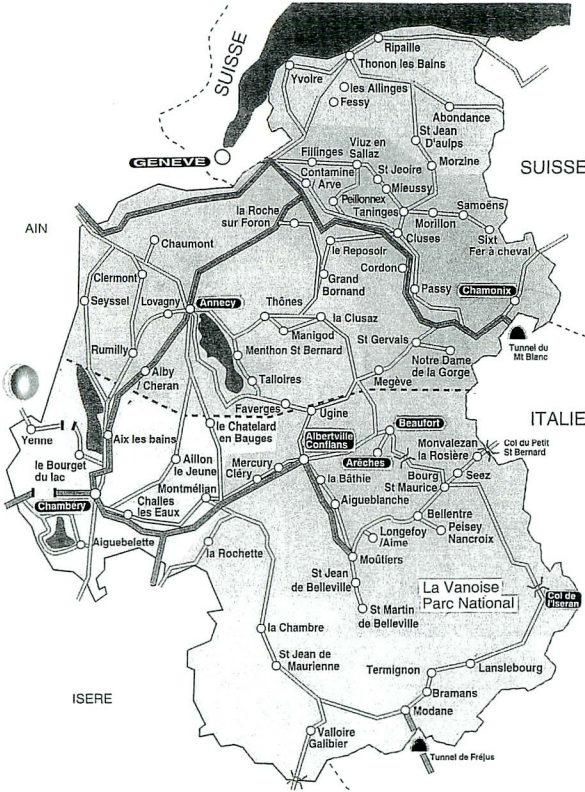 Ripaille
Thonon les Bains
SUISSE
Yvoire
les Allinges
Fessy
Abondance
St Jean
D'aulps
GENEVE
Fillinges
Viuz en
Sallaz
Morzine
SUISSE
Contamine
/ Arve
St Jeoire
Mieussy
Peillonnex
Taninges
Samoëns
Morillon
la Roche
sur Foron
AIN
Chaumont
le Reposoir
Cluses
Sixt
Fer à cheval
Cordon
Clermont
Grand
Bornand
Passy
Chamonix
Seyssel
Lovagny
Annecy
Thônes
la Clusaz
Manigod
St Gervais
Tunnel du
Mt Blanc
Rumilly
Menthon St Bernard
Notre Dame
de la Gorge
Alby
Cheran
Talloires
Megève
Faverges
Ugine
ITALIE
Yenne
Aix les bains
le Chatelard
en Bauges
Albertville
Conflans
Beaufort
Monvalezan
la Rosière
Col du Petit
St Bernard
le Bourget
du lac
Aillon
le Jeune
Mercury
Cléry
Arêches
Bourg
St Maurice
Seez
Montmélian
la Bâthie
Chambéry
Challes
les Eaux
Aigueblanche
Bellentre
Peisey
Nancroix
Aiguebelette
la Rochette
Longefoy
/Aime
Moûtiers
St Jean
de Belleville
La Vanoise
Parc National
Col de
l'Iseran
St Martin
de Belleville
la Chambre
St Jean de
Maurienne
Termignon
Lanslebourg
Bramans
ISERE
Modane
Valloire
Galibier
Tunnel de Fréjus